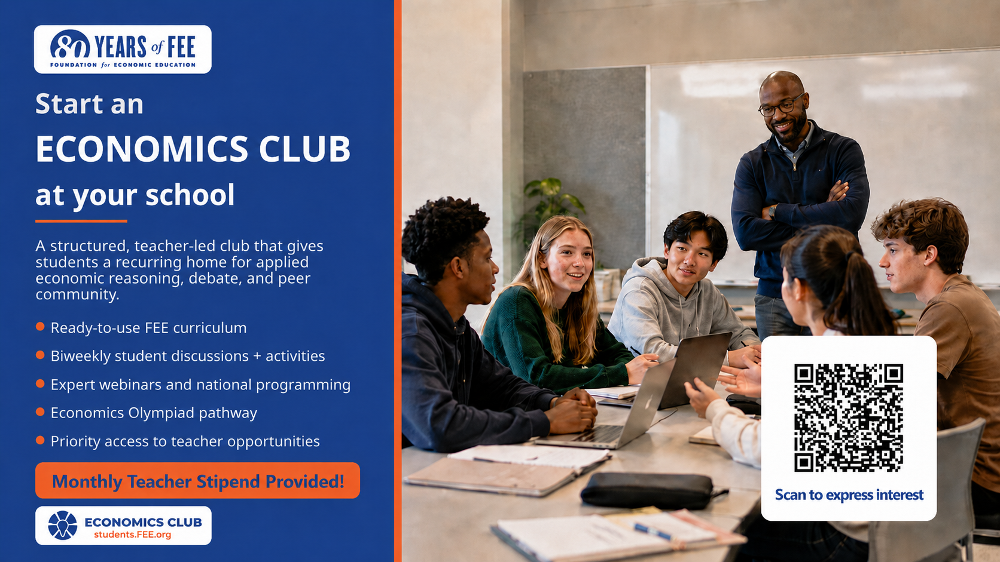 80 YEARS of FEE
FOUNDATION for ECONOMIC EDUCATION
Start an
ECONOMICS CLUB
at your school
A structured, teacher-led club that gives
students a recurring home for applied
economic reasoning, debate, and peer
community.
Ready-to-use FEE curriculum
Biweekly student discussions + activities
Expert webinars and national programming
Economics Olympiad pathway
Priority access to teacher opportunities
Monthly Teacher Stipend Provided!
ECONOMICS CLUB
students.FEE.org
Scan to express interest